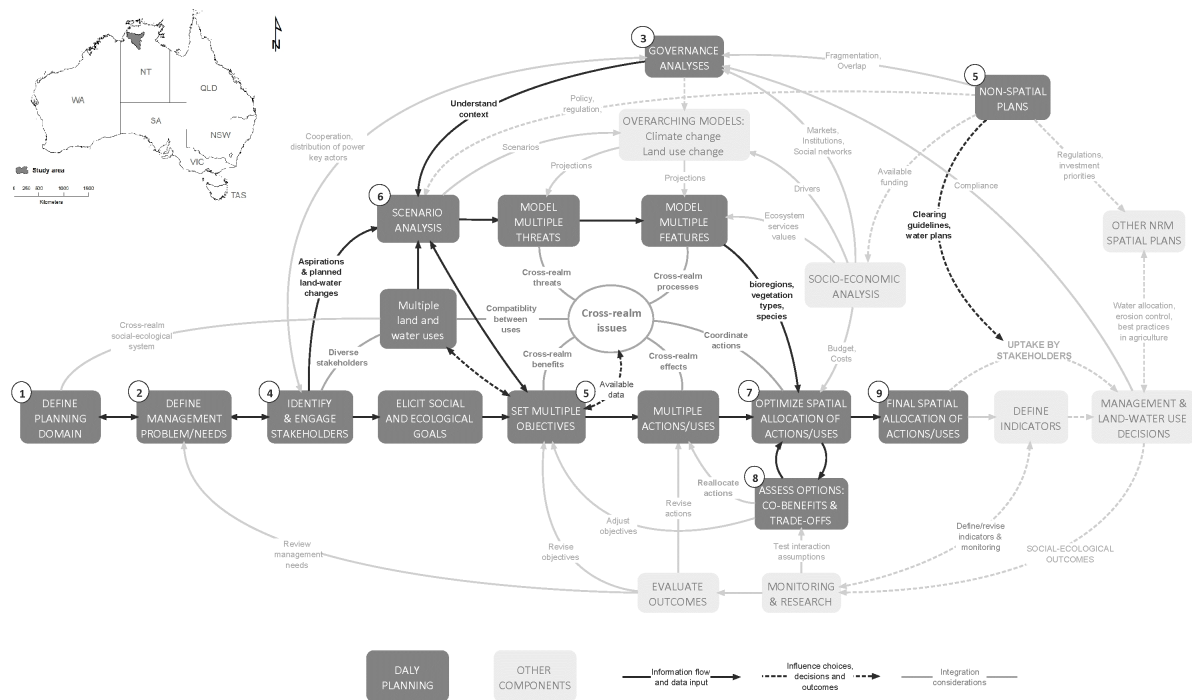 N
NT
QLD
WA
SA
NSW
VIC
TAS
Study area
0 250 500 1000 1500
Kilometers
3
GOVERNANCE
ANALYSES
Fragmentation,
Overlap
5
NON-SPATIAL
PLANS
Understand
context
Policy,
regulation
OVERARCHING MODELS:
Climate change
Land use change
Cooperation,
distribution of power
key actors
Scenarios
Markets,
Institutions,
Social networks
Projections
Projections
Regulations,
investment
priorities
Available
funding
Compliance
Drivers
6
SCENARIO
ANALYSIS
MODEL
MULTIPLE
THREATS
MODEL
MULTIPLE
FEATURES
Ecosystem
services
values
Clearing
guidelines,
water plans
OTHER NRM
SPATIAL PLANS
Aspirations
& planned
land-water
changes
Cross-realm
threats
Cross-realm
processes
bioregions,
vegetation
types,
species
SOCIO-ECONOMIC
ANALYSIS
Multiple
land and
water uses
Compatiblity
between
uses
Cross-realm
issues
Cross-realm
social-ecological
system
Diverse
stakeholders
Coordinate
actions
Water allocation,
erosion control,
best practices
in agriculture
Cross-realm
benefits
Cross-realm
effects
Budget,
Costs
UPTAKE BY
STAKEHOLDERS
Available
data
1
DEFINE
PLANNING
DOMAIN
2
DEFINE
MANAGEMENT
PROBLEM/NEEDS
4
IDENTIFY
& ENGAGE
STAKEHOLDERS
ELICIT SOCIAL
AND ECOLOGICAL
GOALS
5
SET MULTIPLE
OBJECTIVES
MULTIPLE
ACTIONS/USES
7
OPTIMIZE SPATIAL
ALLOCATION OF
ACTIONS/USES
9
FINAL SPATIAL
ALLOCATION OF
ACTIONS/USES
DEFINE
INDICATORS
MANAGEMENT
& LAND-WATER USE
DECISIONS
8
ASSESS OPTIONS:
CO-BENEFITS &
TRADE-OFFS
Reallocate
actions
Revise
actions
Adjust
objectives
Revise
objectives
Review
management
needs
Test interaction
assumptions
Define/revise
indicators
& monitoring
SOCIAL-ECOLOGICAL
OUTCOMES
EVALUATE
OUTCOMES
MONITORING
& RESEARCH
DALY
PLANNING
OTHER
COMPONENTS
Information flow
and data input
Influence choices,
decisions and
outcomes
Integration
considerations